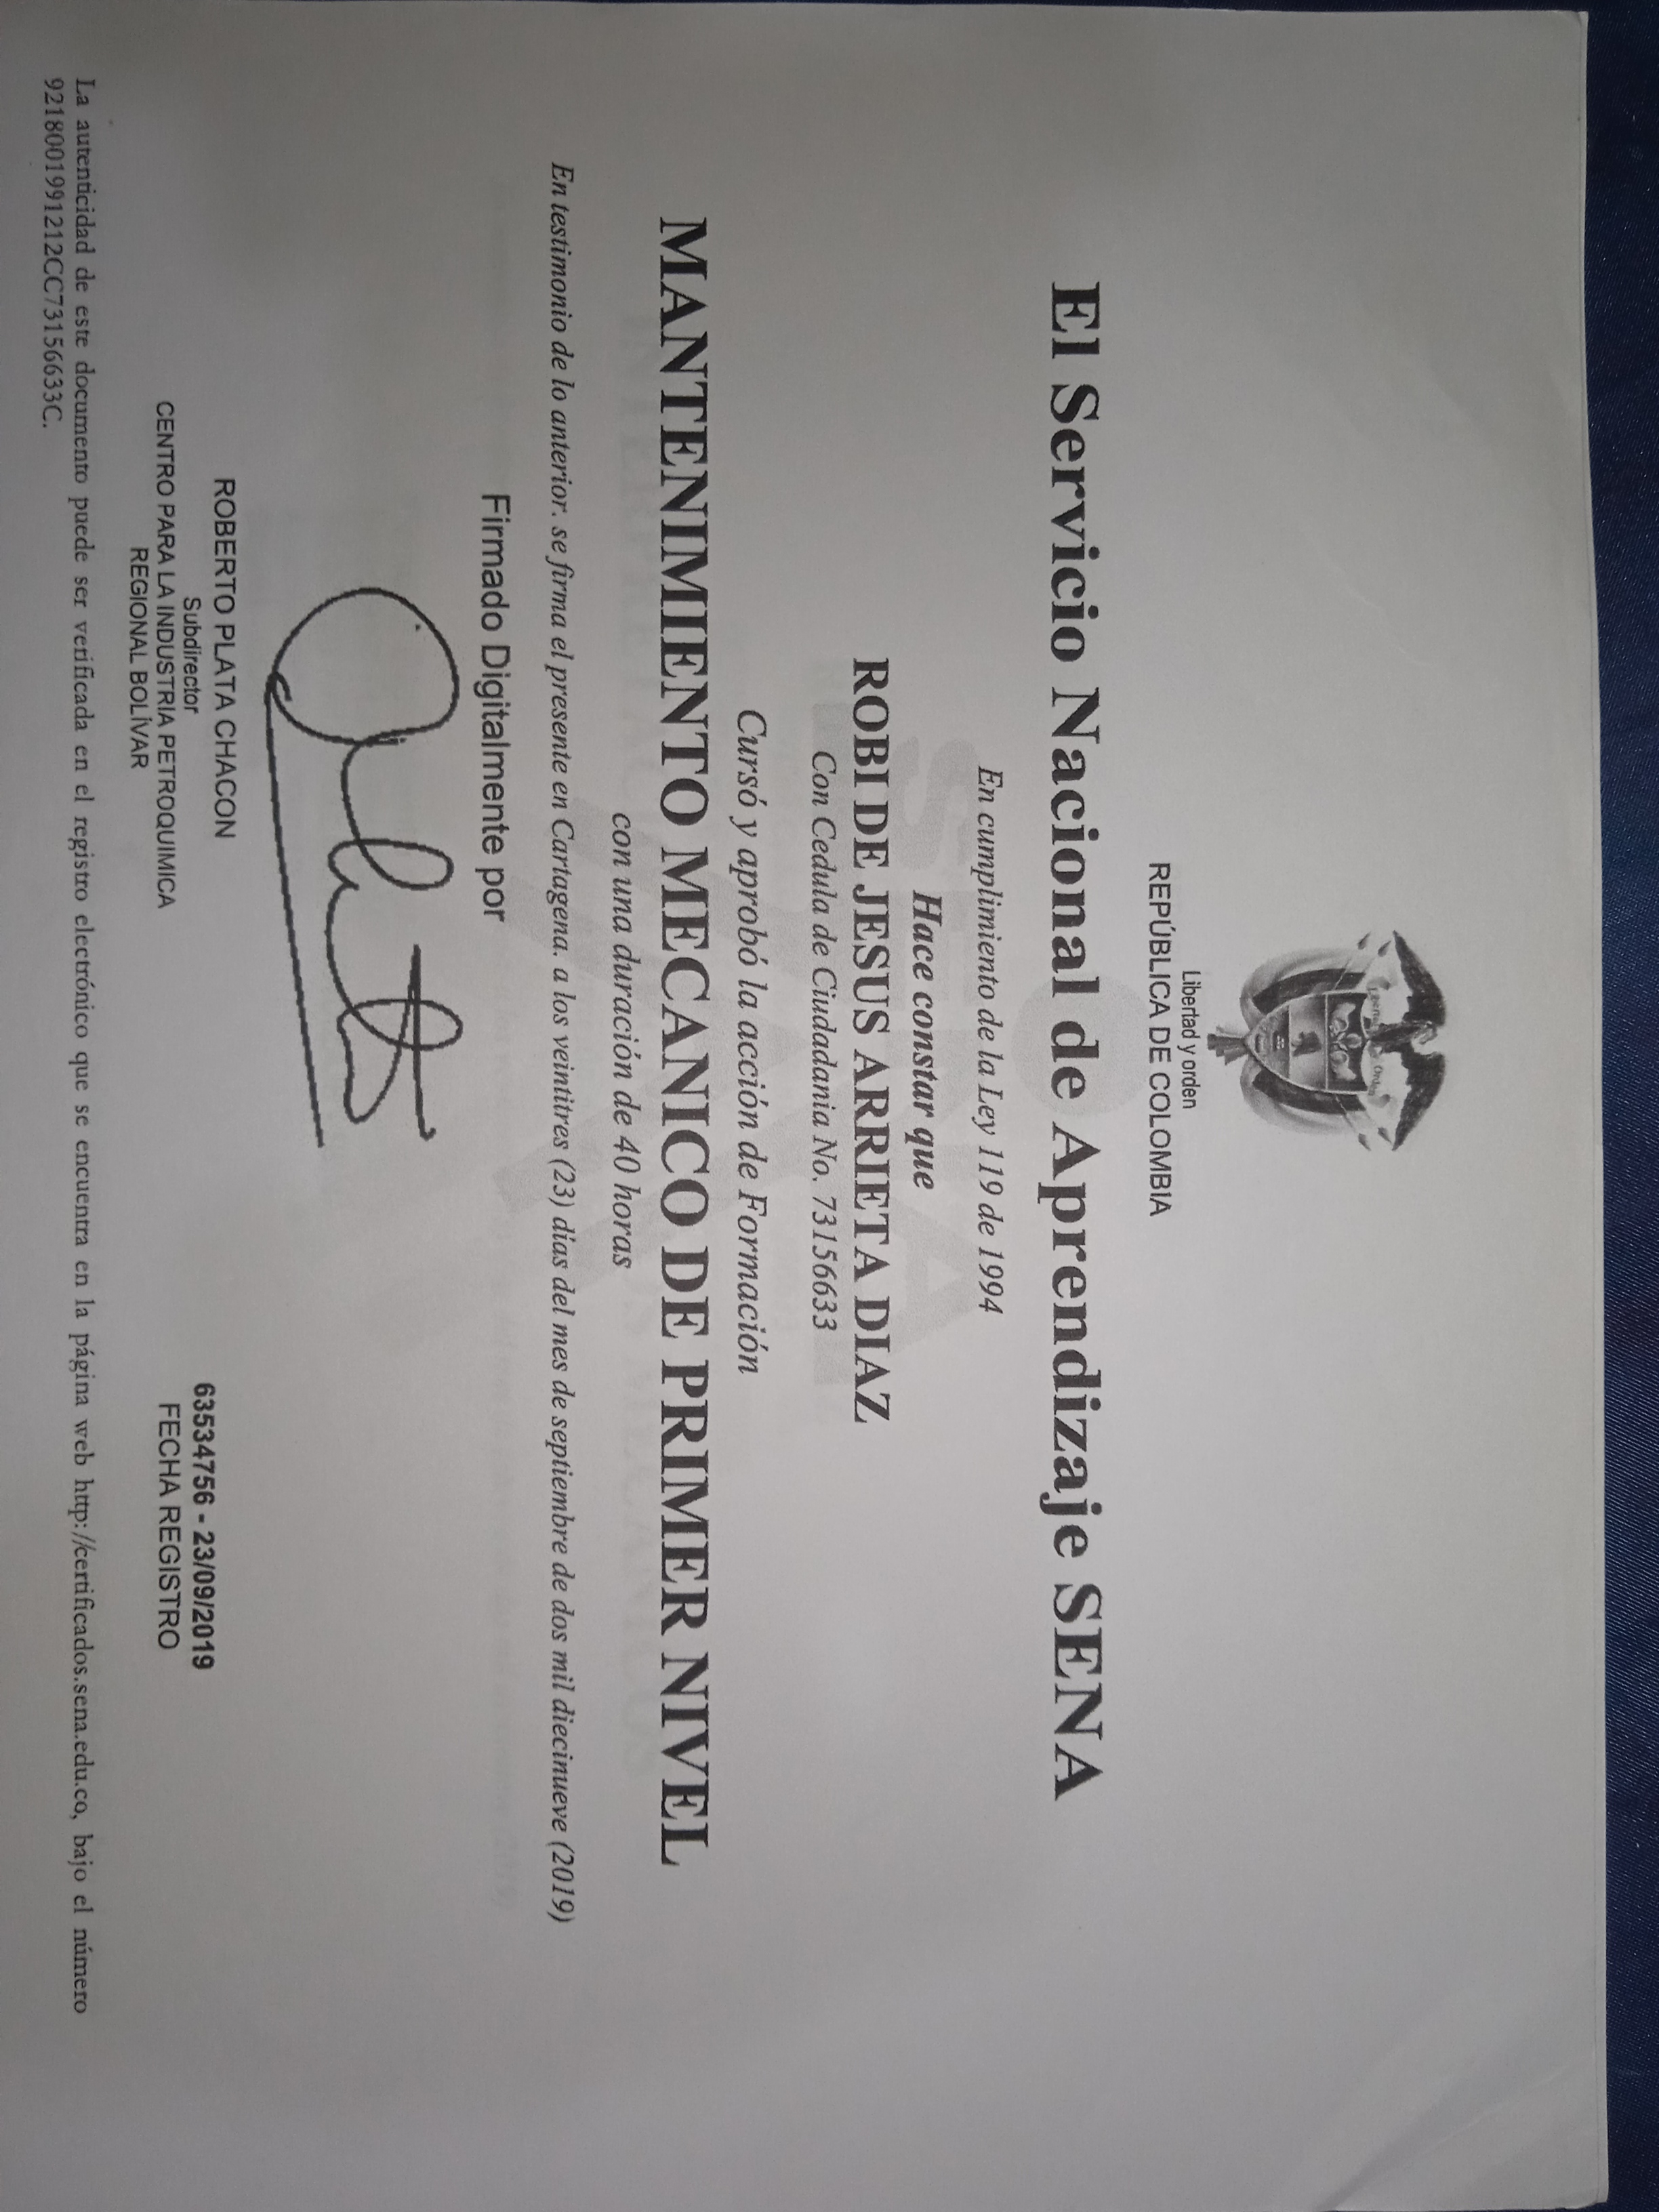 Libertad y orden
REPÚBLICA DE COLOMBIA
El Servicio Nacional de Aprendizaje SENA
En cumplimiento de la Ley 119 de 1994
Hace constar que
ROBI DE JESUS ARRIETA DIAZ
Con Cedula de Ciudadania No. 73156633
Cursó y aprobó la acción de Formación
MANTENIMIENTO MECANICO DE PRIMER NIVEL
con una duración de 40 horas
En testimonio de lo anterior. se firma el presente en Cartagena. a los veintitres (23) días del mes de septiembre de dos mil diecinueve (2019)
Firmado Digitalmente por
ROBERTO PLATA CHACON
Subdirector
CENTRO PARA LA INDUSTRIA PETROQUIMICA
REGIONAL BOLÍVAR
63534756 - 23/09/2019
FECHA REGISTRO
La autenticidad de este documento puede ser verificada en el registro electrónico que se encuentra en la página web http://certificados.sena.edu.co, bajo el número
9218001991212CC73156633C.